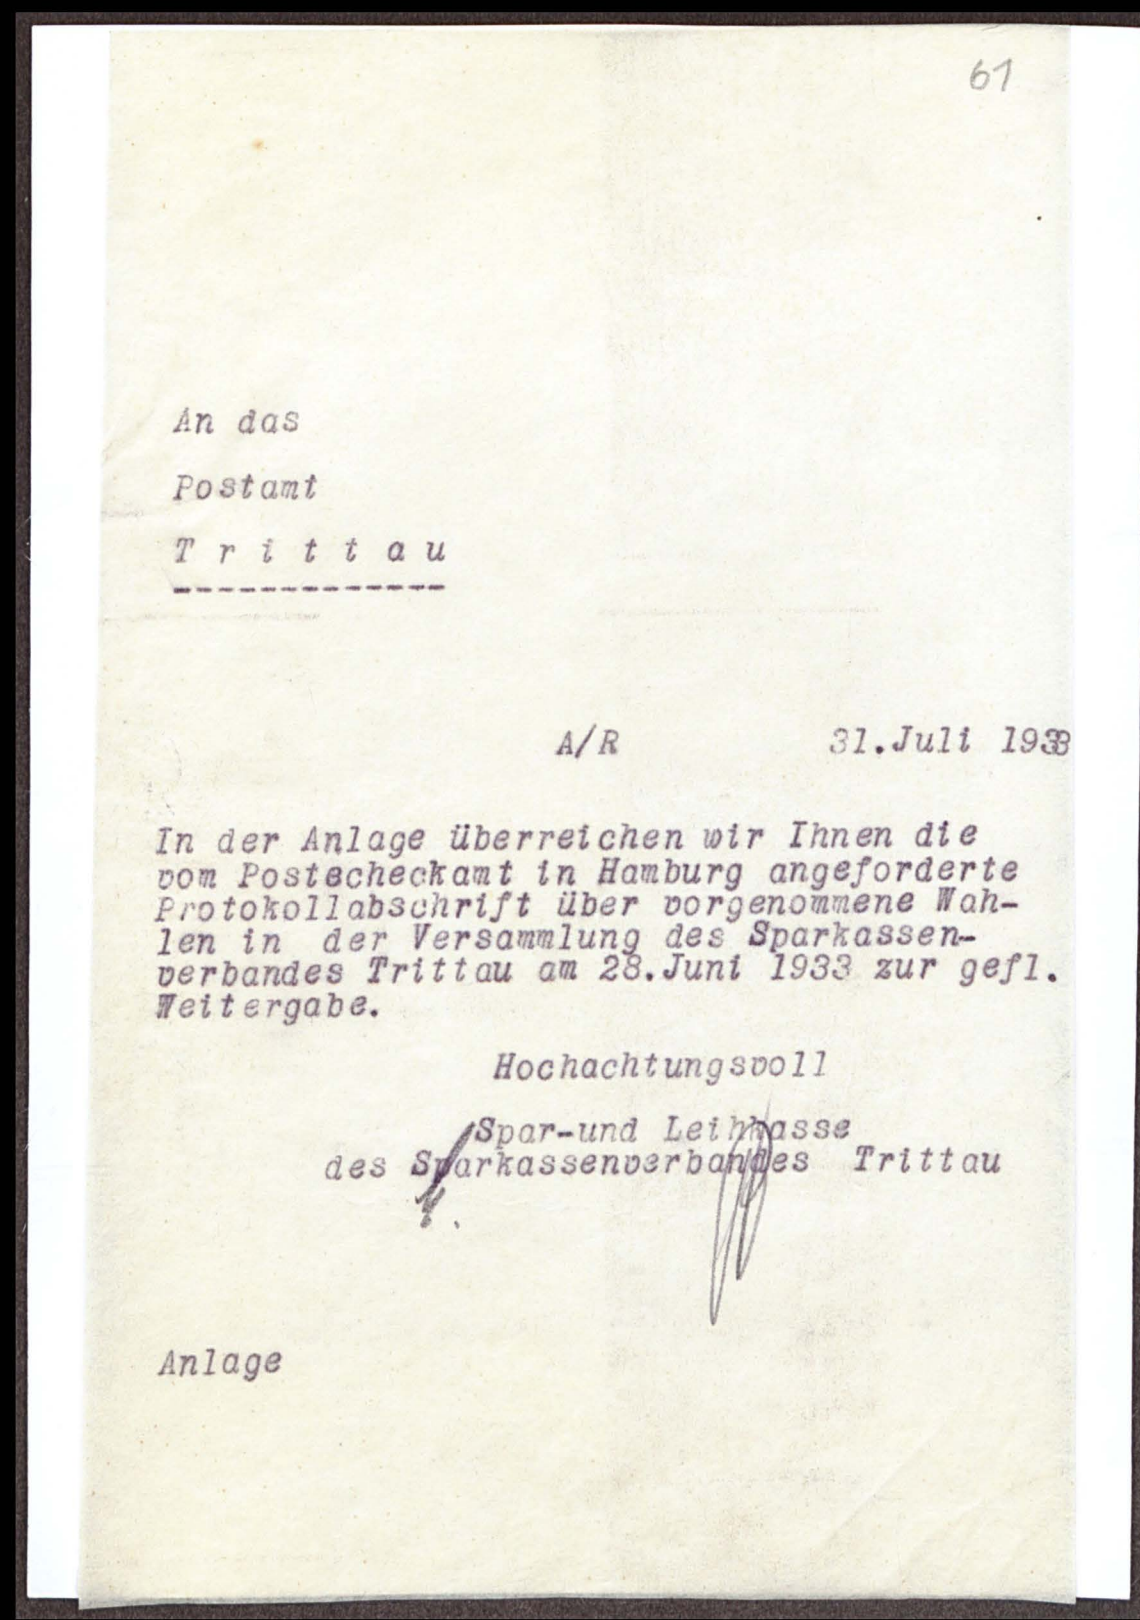 61
An das
Postamt
T r i t t a u
-------------
A/R 31.Juli 1933
In der Anlage überreichen wir Ihnen die
vom Postscheckamt in Hamburg angeforderte
Protokollabschrift über vorgenommene Wah-
len in der Versammlung des Sparkassen-
verbandes Trittau am 28.Juni 1933 zur gefl.
Weitergabe.
Hochachtungsvoll
Spar-und Leihkasse
des Sparkassenverbandes Trittau
Anlage